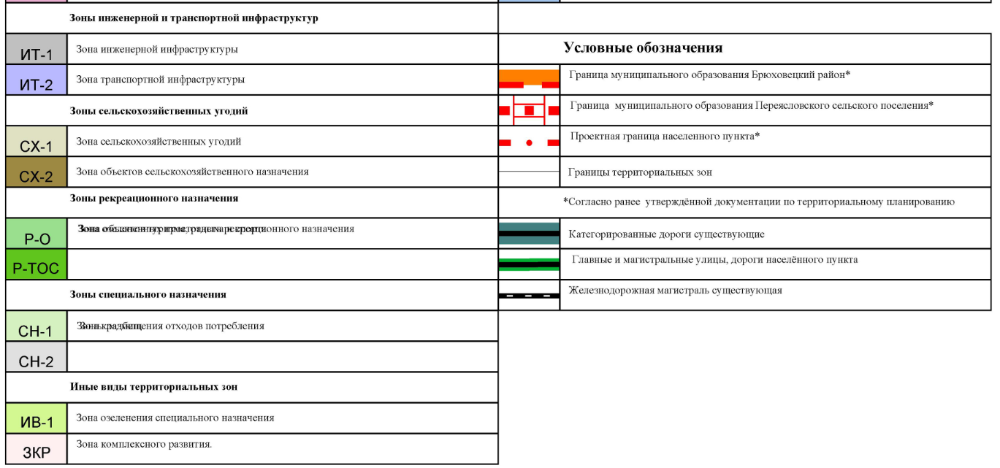 Зоны инженерной и транспортной инфраструктур
ИТ-1 Зона инженерной инфраструктуры
ИТ-2 Зона транспортной инфраструктуры
Зоны сельскохозяйственных угодий
СХ-1 Зона сельскохозяйственных угодий
СХ-2 Зона объектов сельскохозяйственного назначения
Зоны рекреационного назначения
Р-О назначения
Р-ТОС
Зоны специального назначения
СН-1 отходов потребления
СН-2
Иные виды территориальных зон
ИВ-1 Зона озеленения специального назначения
ЗКР Зона комплексного развития.
Условные обозначения
Граница муниципального образования Брюховецкий район*
Граница муниципального образования Переясловского сельского поселения*
Проектная граница населенного пункта*
Границы территориальных зон
*Согласно ранее утверждённой документации по территориальному планированию
Категорированные дороги существующие
Главные и магистральные улицы, дороги населённого пункта
Железнодорожная магистраль существующая